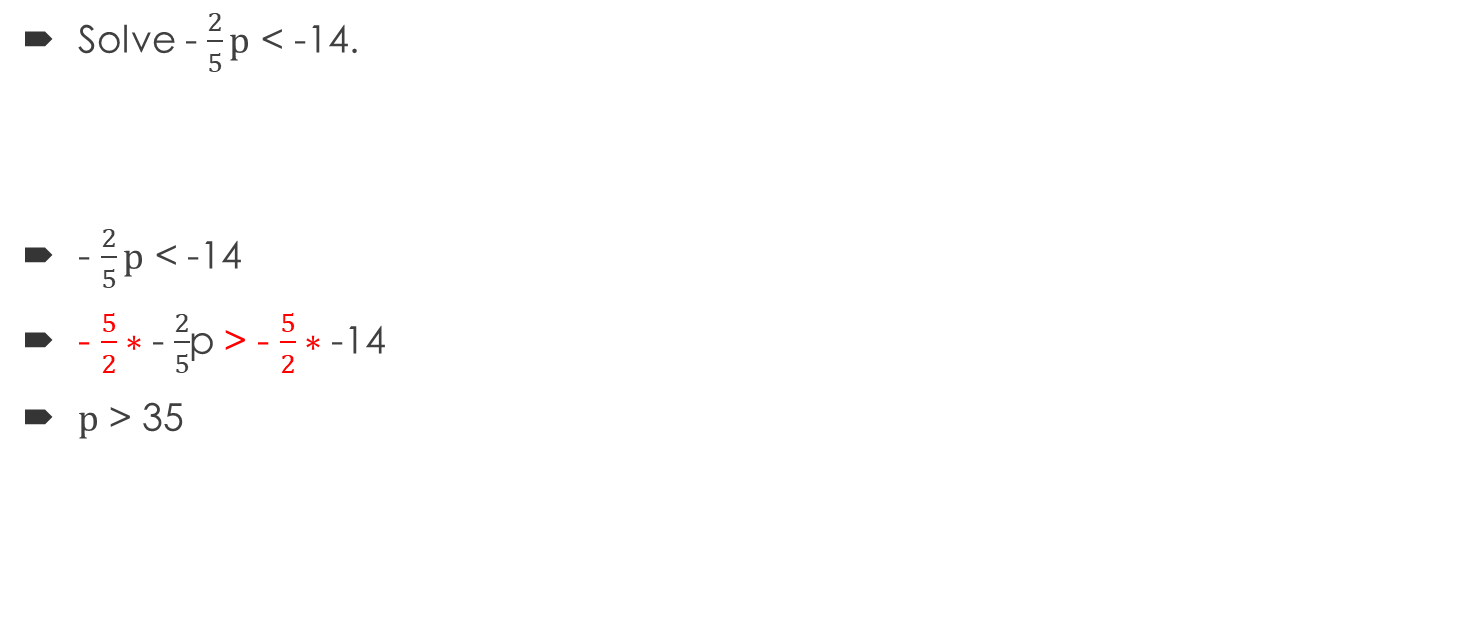 Solve - 2/5 p < -14.
- 2/5 p < -14
- 5/2 * - 2/5 p > - 5/2 * -14
p > 35